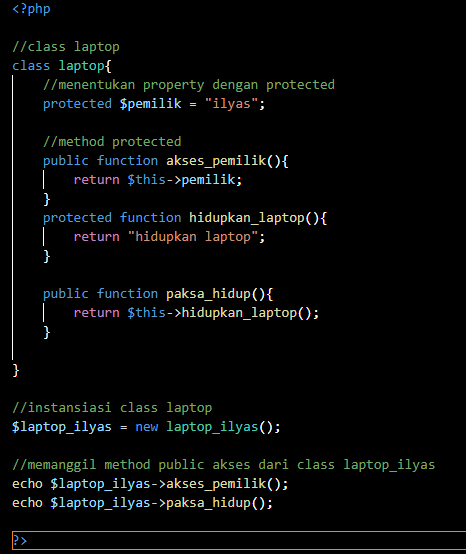 <?php
//class laptop
class laptop{
//menentukan property dengan protected
protected $pemilik = "ilyas";
//method protected
public function akses_pemilik(){
return $this->pemilik;
}
protected function hidupkan_laptop(){
return "hidupkan laptop";
}
public function paksa_hidup(){
return $this->hidupkan_laptop();
}
}
//instansiasi class laptop
$laptop_ilyas = new laptop_ilyas();
//memanggil method public akses dari class laptop_ilyas
echo $laptop_ilyas->akses_pemilik();
echo $laptop_ilyas->paksa_hidup();
?>